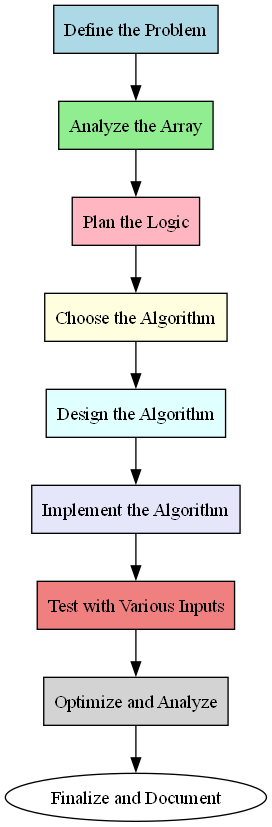 Define the Problem
Analyze the Array
Plan the Logic
Choose the Algorithm
Design the Algorithm
Implement the Algorithm
Test with Various Inputs
Optimize and Analyze
Finalize and Document